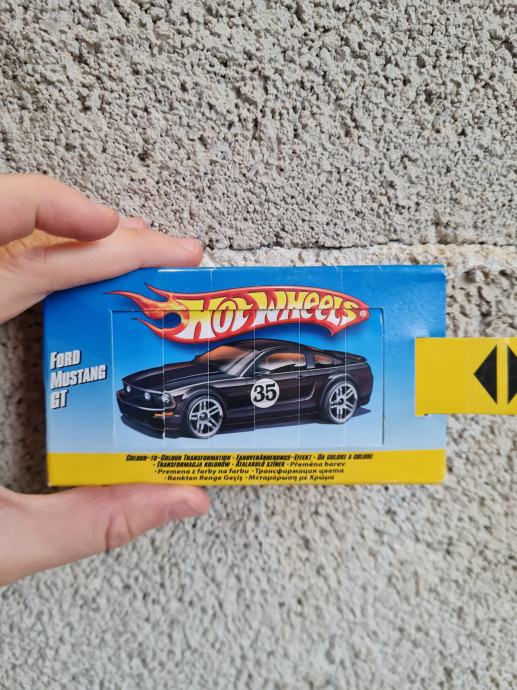 HOT WHEELS®
FORD
MUSTANG
GT
35
COLOUR-TO-COLOUR TRANSFORMATION · FARBVERÄNDERUNGS-EFFEKT · DA COLORE A COLORE
· TRANSFORMACJA KOLORÓW · ÁTALAKULÓ SZÍNEK · Přeměna barev
· Premena z farby na farbu · Трансформация цвета
· Renkten Renge Geçiş · Μεταμόρφωση με Χρώμα